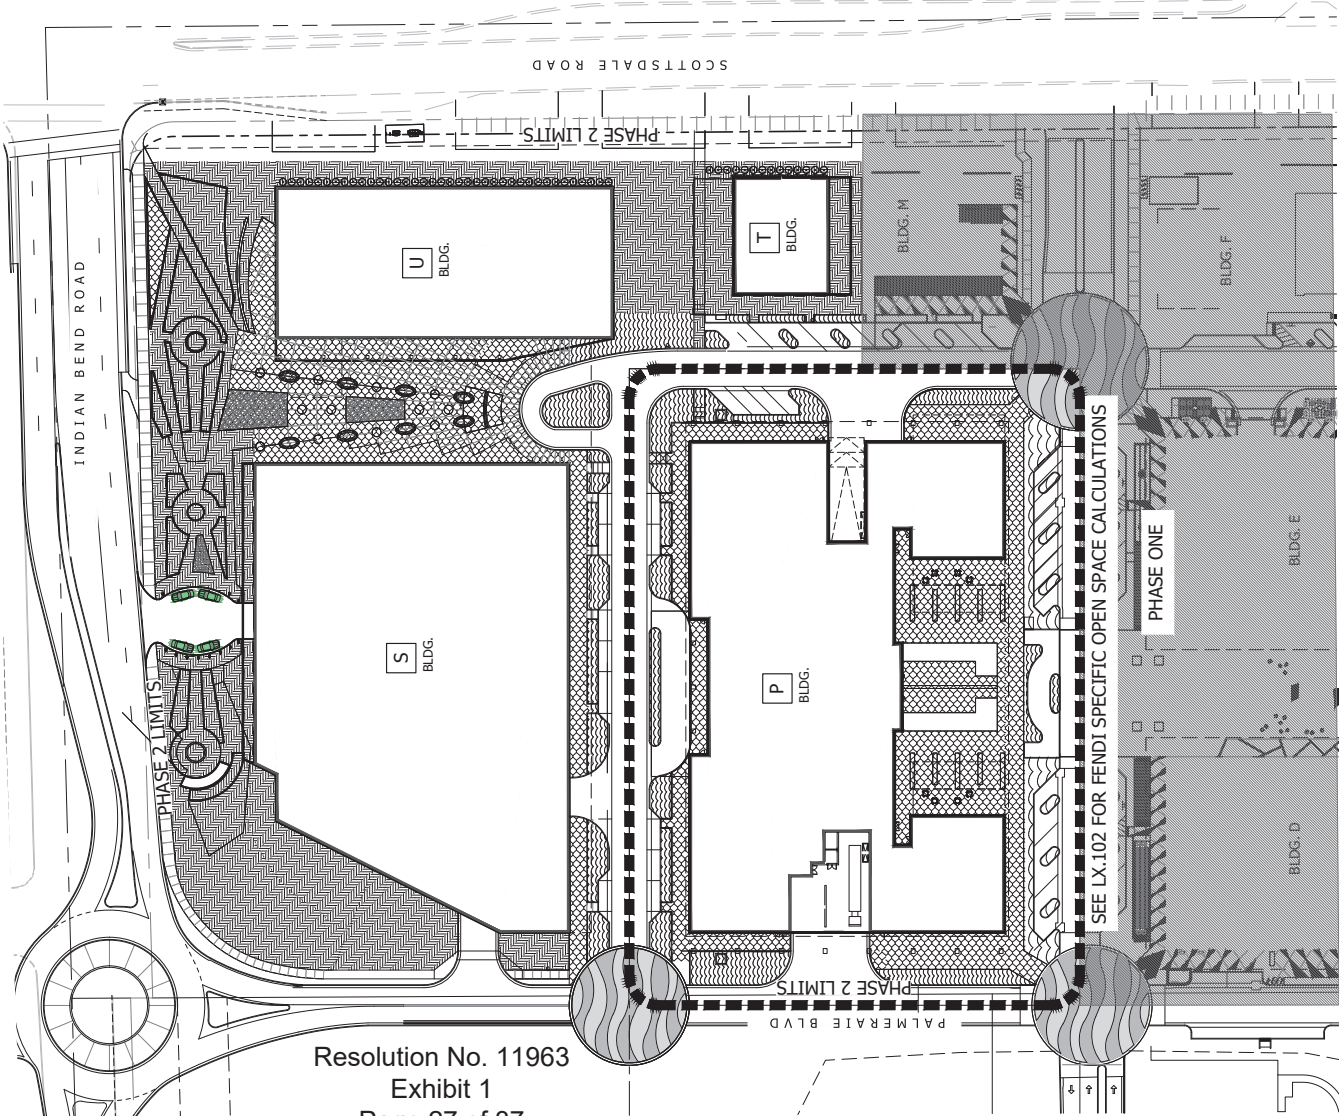 SCOTTSDALE ROAD
PHASE 2 LIMITS
INDIAN BEND ROAD
U
BLDG.
T
BLDG.
BLDG. M
BLDG. F
S
BLDG.
P
BLDG.
SEE LX.102 FOR FENDI SPECIFIC OPEN SPACE CALCULATIONS
PHASE ONE
BLDG. E
BLDG. D
PHASE 2 LIMITS
PHASE 2 LIMITS
PALMERAIE BLVD
Resolution No. 11963
Exhibit 1